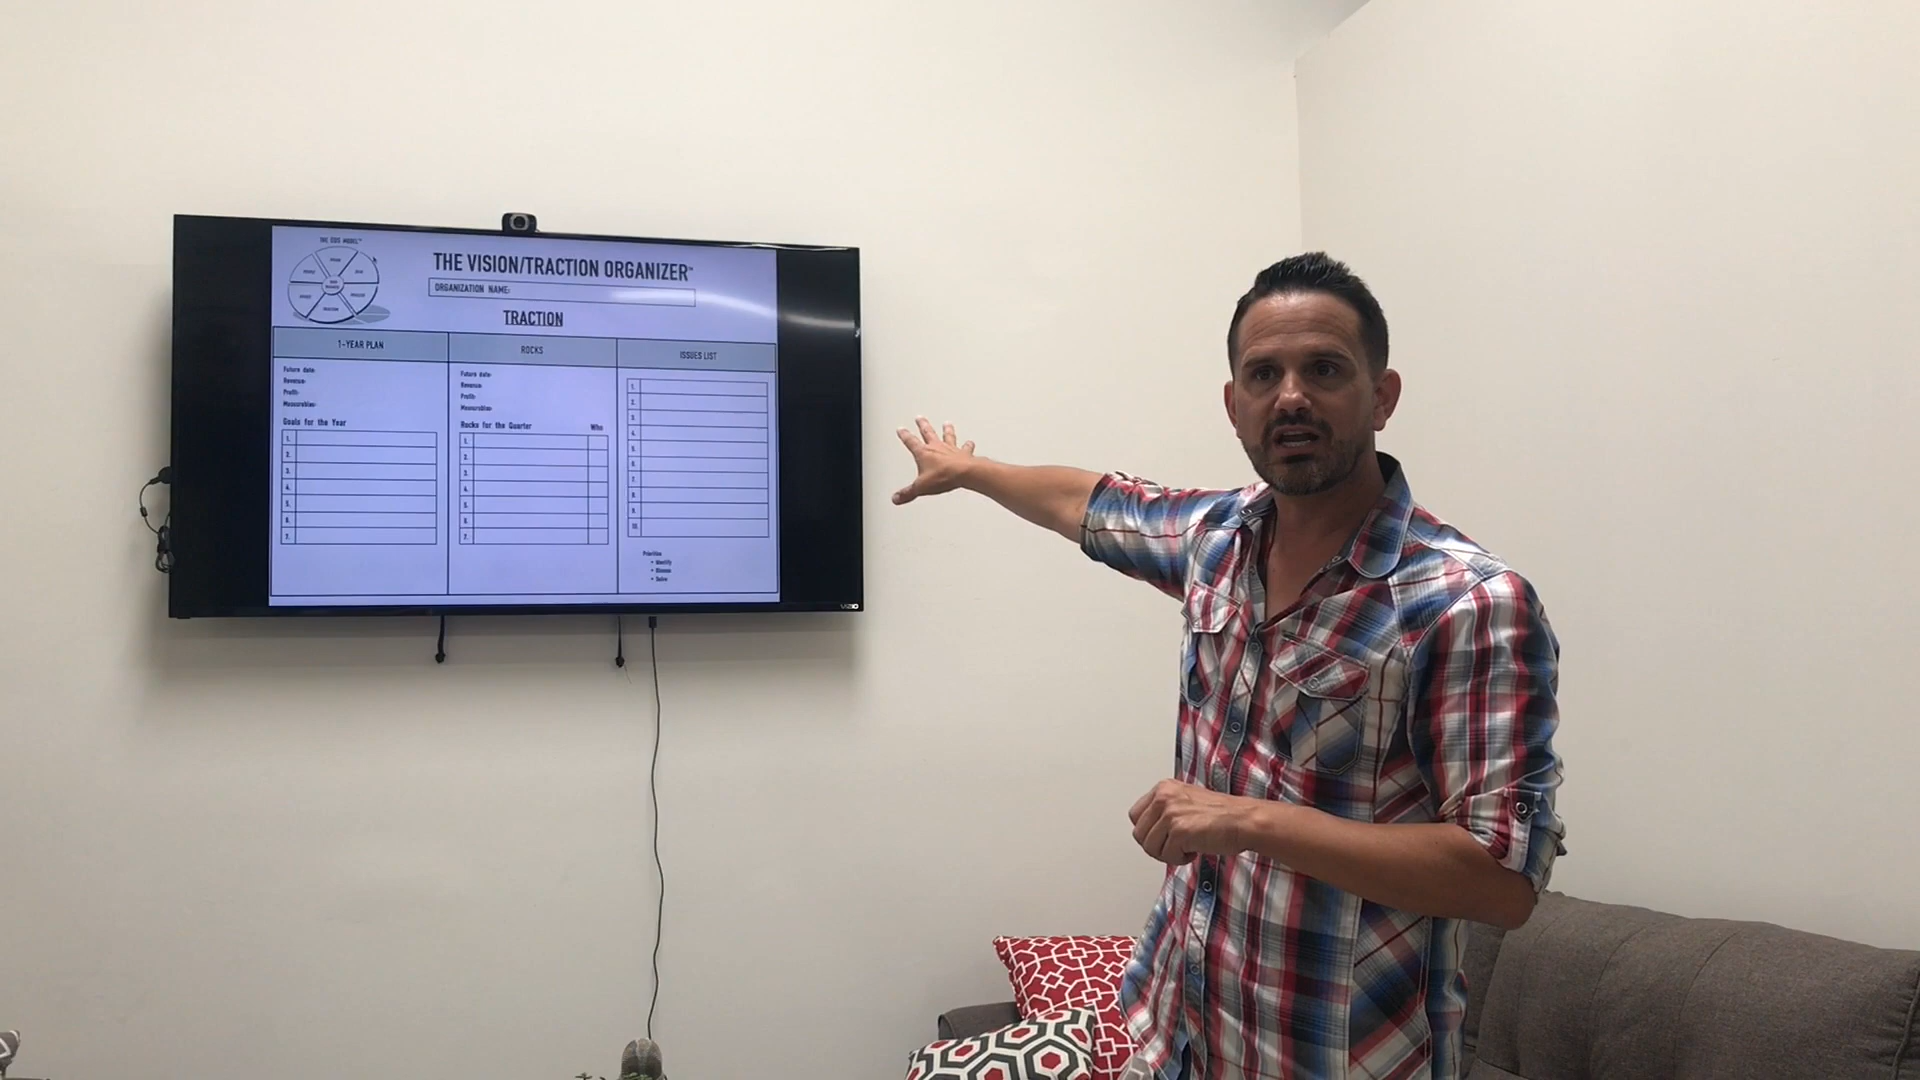 THE EOS MODEL™
THE VISION/TRACTION ORGANIZER™
ORGANIZATION NAME:
TRACTION
1-YEAR PLAN
Future date:
Revenue:
Profit:
Measurables:
Goals for the Year
1.
2.
3.
4.
5.
6.
7.
ROCKS
Future date:
Revenue:
Profit:
Measurables:
Rocks for the Quarter Who
1.
2.
3.
4.
5.
6.
7.
ISSUES LIST
1.
2.
3.
4.
5.
6.
7.
8.
9.
10.
Prioritize
• Identify
• Discuss
• Solve
VIZIO